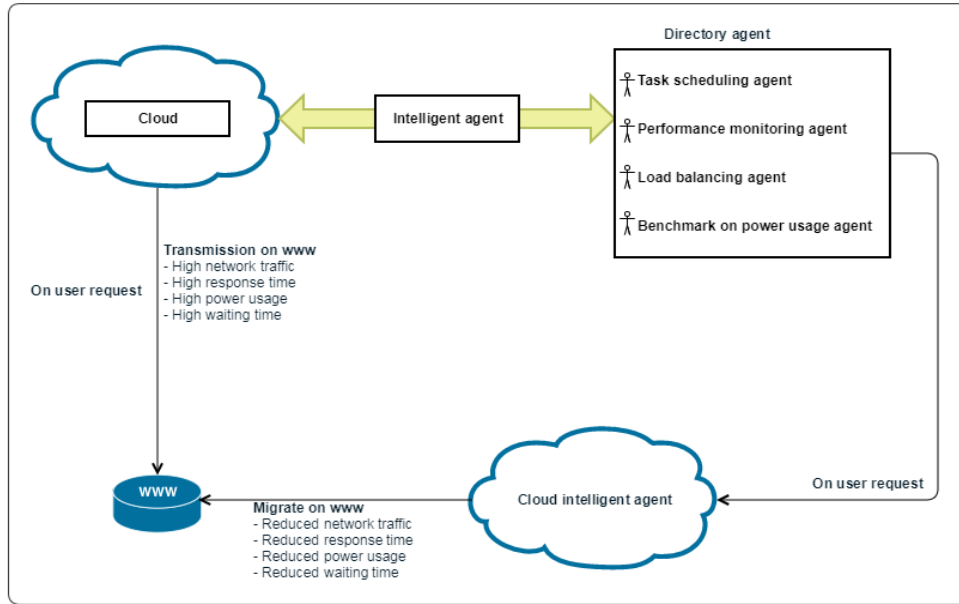 Directory agent
Cloud
Intelligent agent
Task scheduling agent
Performance monitoring agent
Load balancing agent
Benchmark on power usage agent
Transmission on www
- High network traffic
- High response time
- High power usage
- High waiting time
On user request
www
Cloud intelligent agent
On user request
Migrate on www
- Reduced network traffic
- Reduced response time
- Reduced power usage
- Reduced waiting time